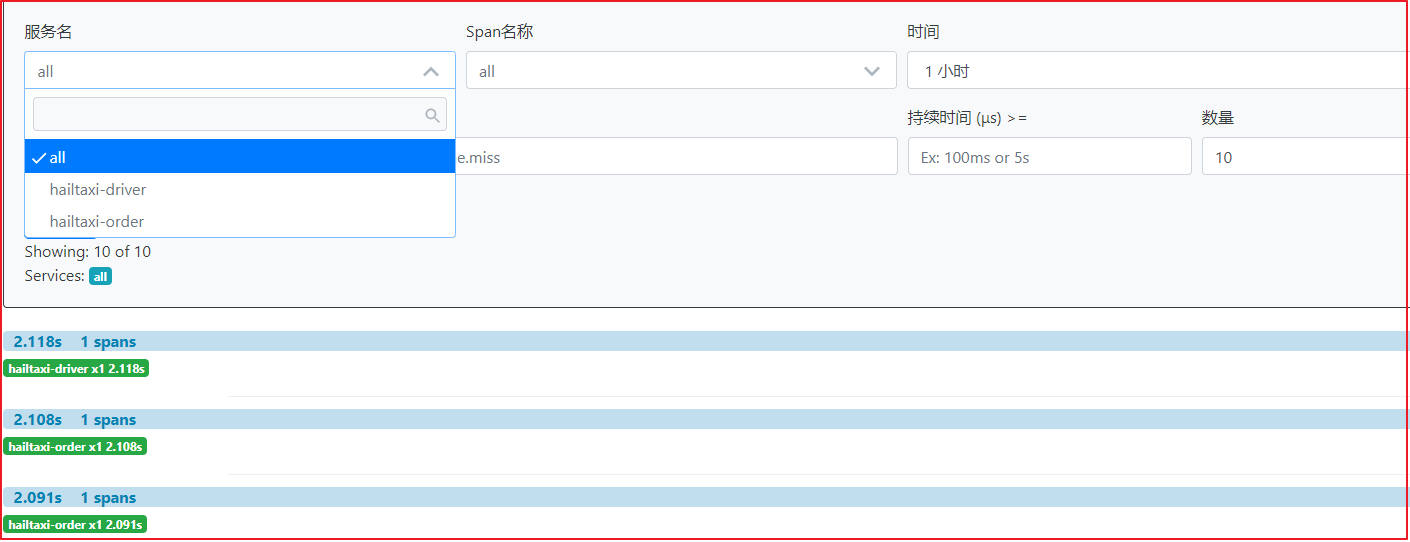 服务名 Span名称 时间
all all 1 小时
持续时间 (μs) >= 数量
all e.miss Ex: 100ms or 5s 10
hailtaxi-driver
hailtaxi-order
Showing: 10 of 10
Services: all
2.118s 1 spans
hailtaxi-driver x1 2.118s
2.108s 1 spans
hailtaxi-order x1 2.108s
2.091s 1 spans
hailtaxi-order x1 2.091s